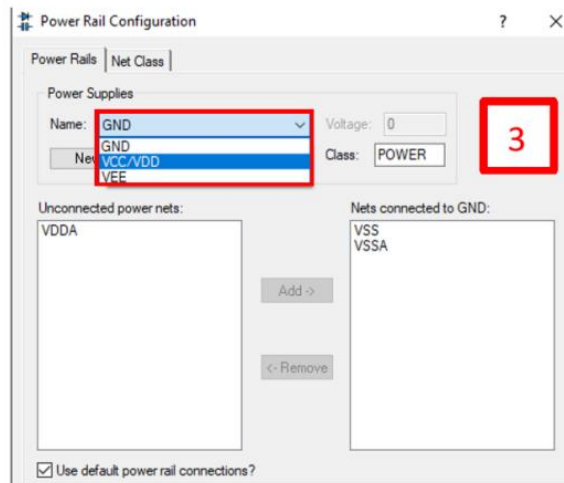 Power Rail Configuration ? ×
Power Rails Net Class
Power Supplies
Name: GND Voltage: 0
GND
VCC/VDD
VEE
New Class: POWER
3
Unconnected power nets: Nets connected to GND:
VDDA
VSS
VSSA
Add ->
<- Remove
Use default power rail connections?